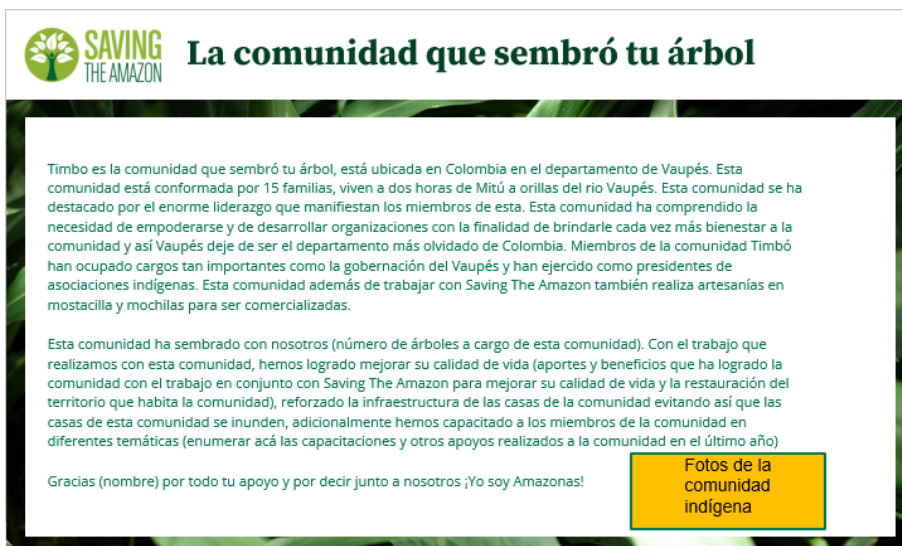 SAVING
THE AMAZON
La comunidad que sembró tu árbol
Timbo es la comunidad que sembró tu árbol, está ubicada en Colombia en el departamento de Vaupés. Esta
comunidad está conformada por 15 familias, viven a dos horas de Mitú a orillas del rio Vaupés. Esta comunidad se ha
destacado por el enorme liderazgo que manifiestan los miembros de esta. Esta comunidad ha comprendido la
necesidad de empoderarse y de desarrollar organizaciones con la finalidad de brindarle cada vez más bienestar a la
comunidad y así Vaupés deje de ser el departamento más olvidado de Colombia. Miembros de la comunidad Timbó
han ocupado cargos tan importantes como la gobernación del Vaupés y han ejercido como presidentes de
asociaciones indígenas. Esta comunidad además de trabajar con Saving The Amazon también realiza artesanías en
mostacilla y mochilas para ser comercializadas.
Esta comunidad ha sembrado con nosotros (número de árboles a cargo de esta comunidad). Con el trabajo que
realizamos con esta comunidad, hemos logrado mejorar su calidad de vida (aportes y beneficios que ha logrado la
comunidad con el trabajo en conjunto con Saving The Amazon para mejorar su calidad de vida y la restauración del
territorio que habita la comunidad), reforzado la infraestructura de las casas de la comunidad evitando así que las
casas de esta comunidad se inunden, adicionalmente hemos capacitado a los miembros de la comunidad en
diferentes temáticas (enumerar acá las capacitaciones y otros apoyos realizados a la comunidad en el último año)
Gracias (nombre) por todo tu apoyo y por decir junto a nosotros ¡Yo soy Amazonas!
Fotos de la
comunidad
indígena